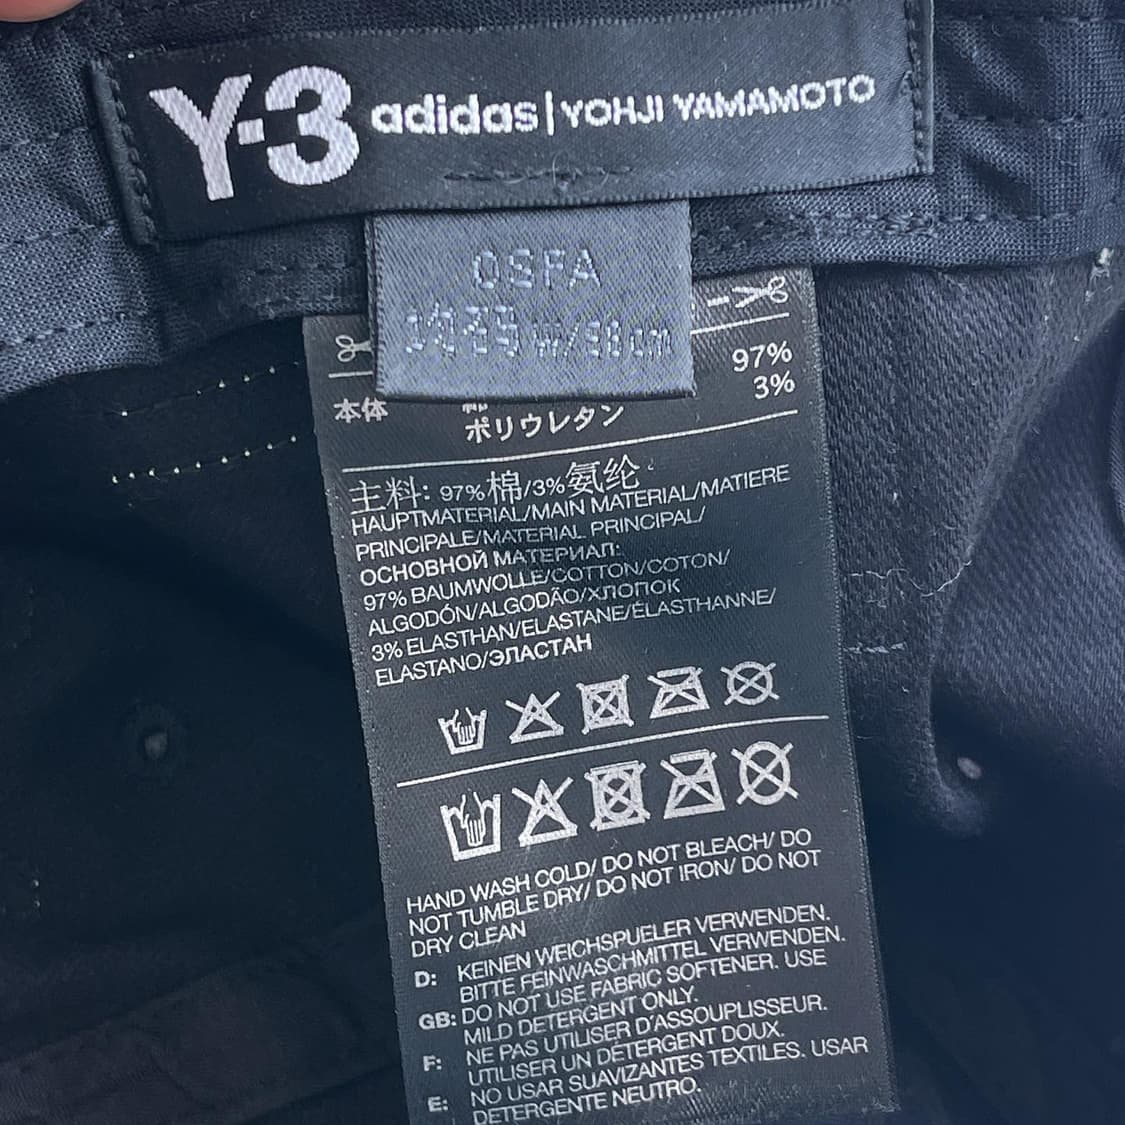 Y-3 adidas | YOHJI YAMAMOTO
OSFA
97%
3%
本体
ポリウレタン
主料: 97%棉/3%氨纶
HAUPTMATERIAL/MAIN MATERIAL/MATIERE
PRINCIPALE/MATERIAL PRINCIPAL/
ОСНОВНОЙ МАТЕРИАЛ:
97% BAUMWOLLE/COTTON/COTON/
ALGODÓN/ALGODÃO/ХЛОПОК
3% ELASTHAN/ELASTANE/ÉLASTHANNE/
ELASTANO/ЭЛАСТАН
HAND WASH COLD/ DO NOT BLEACH/ DO
NOT TUMBLE DRY/ DO NOT IRON/ DO NOT
DRY CLEAN
D: KEINEN WEICHSPUELER VERWENDEN.
BITTE FEINWASCHMITTEL VERWENDEN.
GB: DO NOT USE FABRIC SOFTENER. USE
MILD DETERGENT ONLY.
F: NE PAS UTILISER D'ASSOUPLISSEUR.
UTILISER UN DETERGENT DOUX.
E: NO USAR SUAVIZANTES TEXTILES. USAR
DETERGENTE NEUTRO.